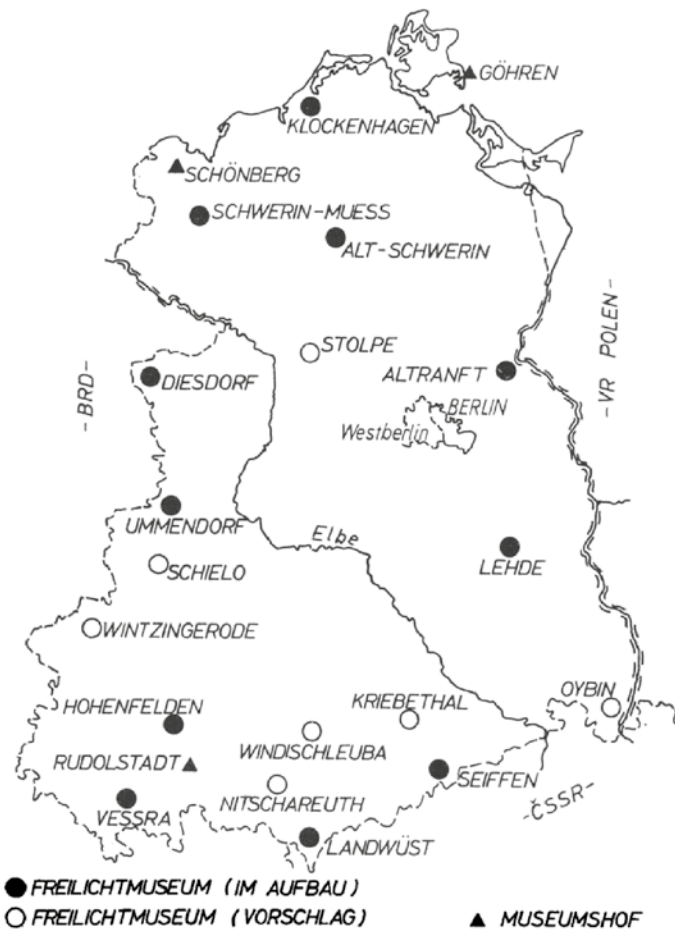 GÖHREN
KLOCKENHAGEN
SCHÖNBERG
SCHWERIN-MUESS
ALT-SCHWERIN
STOLPE
-VR POLEN-
ALTRANFT
DIESDORF
-BRD-
BERLIN
Westberlin
UMMENDORF
Elbe
LEHDE
SCHIELO
WINTZINGERODE
OYBIN
KRIEBETHAL
HOHENFELDEN
WINDISCHLEUBA
RUDOLSTADT
SEIFFEN
NITSCHAREUTH
-ČSSR-
VESSRA
LANDWÜST
FREILICHTMUSEUM (IM AUFBAU)
FREILICHTMUSEUM (VORSCHLAG)
MUSEUMSHOF